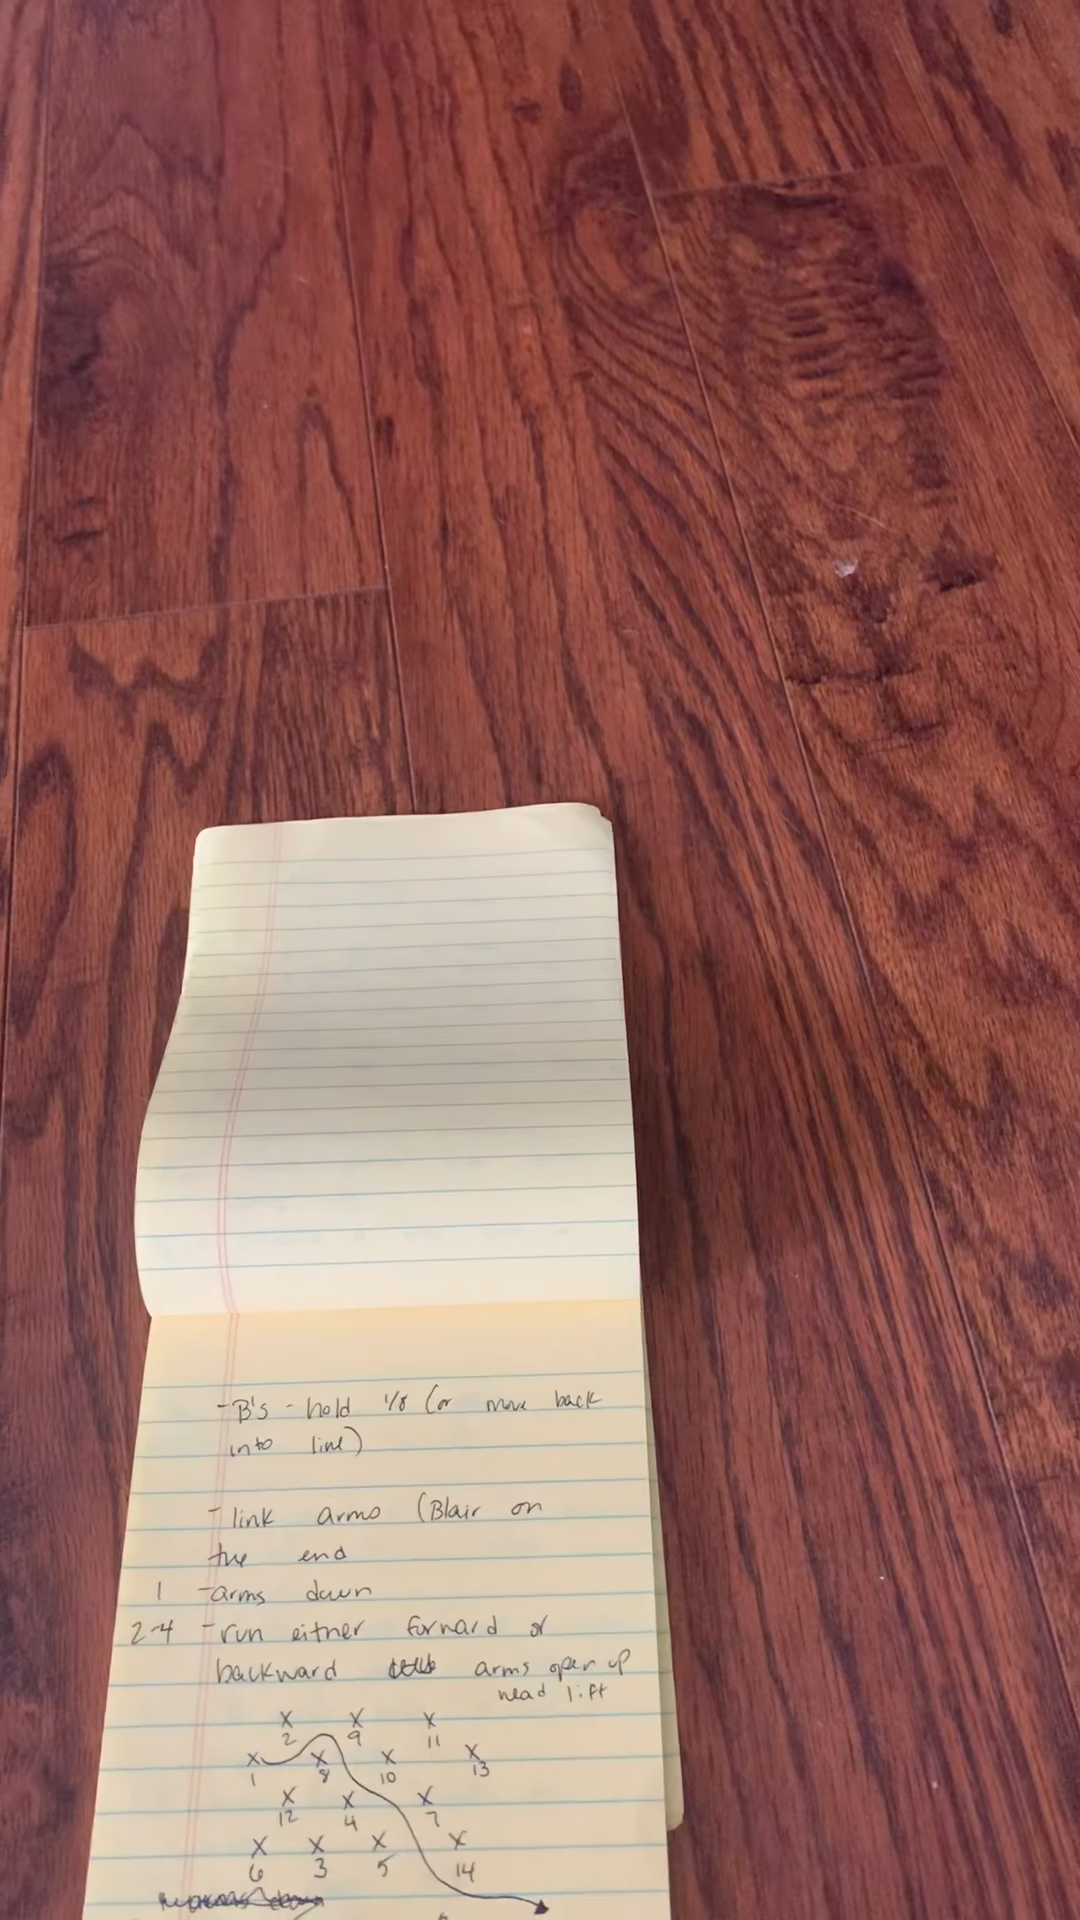 -B's - hold 1/8 (or move back
into line)
-link arms (Blair on
the end
1 -arms down
2-4 -run either forward or
backward arms open up
head lift
X X X
2 9 11
X X X X
1 8 10 13
X X X
12 4 7
X X X X
6 3 5 14